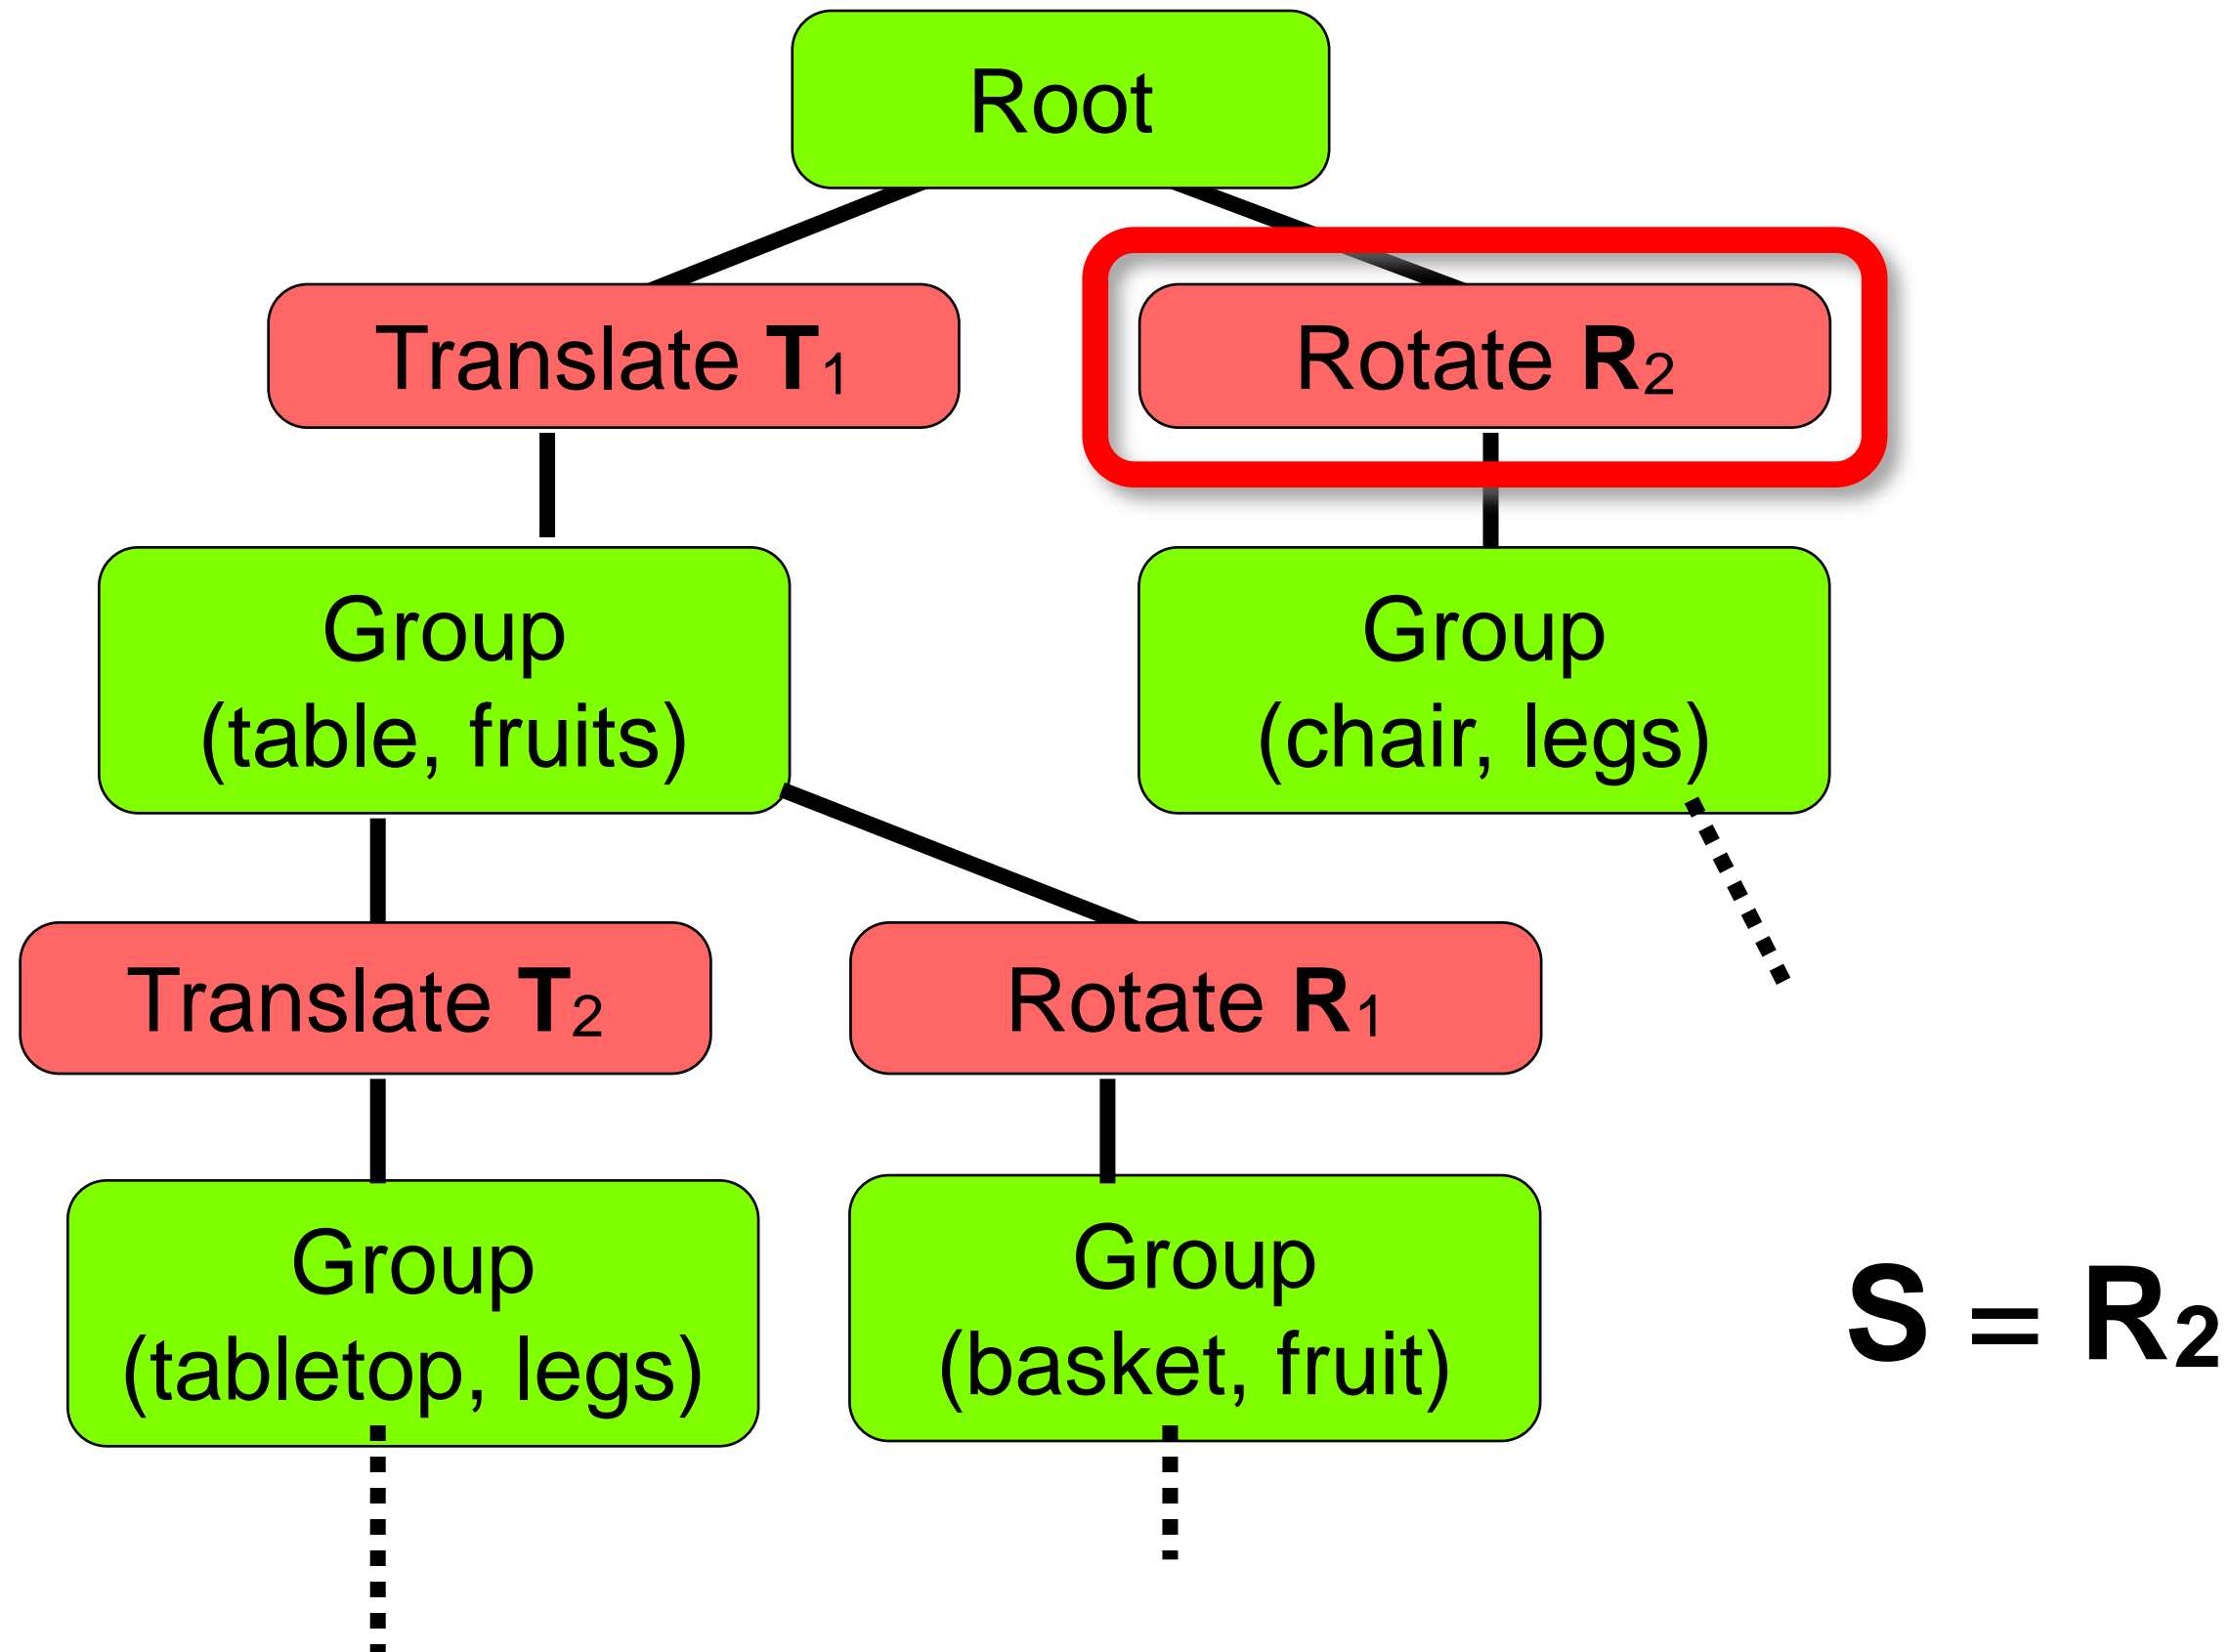 Root
Translate T1
Rotate R2
Group
(table, fruits)
Group
(chair, legs)
Translate T2
Rotate R1
Group
(tabletop, legs)
Group
(basket, fruit)
S = R2